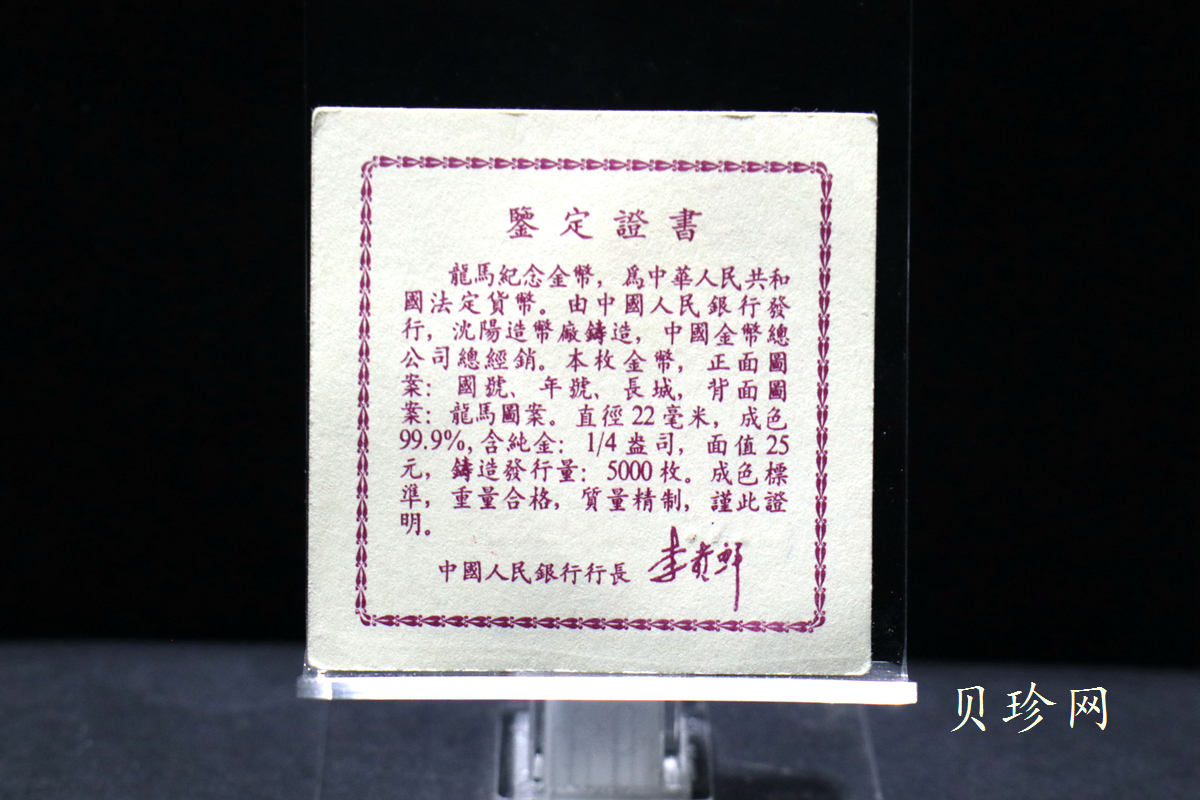 鑒定證書
龍馬紀念金幣，爲中華人民共和
國法定貨幣。由中國人民銀行發
行，沈陽造幣廠鑄造，中國金幣總
公司總經銷。本枚金幣，正面圖
案：國號、年號、長城，背面圖
案：龍馬圖案。直徑22毫米，成色
99.9%，含純金：1/4盎司，面值25
元，鑄造發行量：5000枚。成色標
準，重量合格，質量精制，謹此證
明。
中國人民銀行行長 李貴鮮
贝珍网